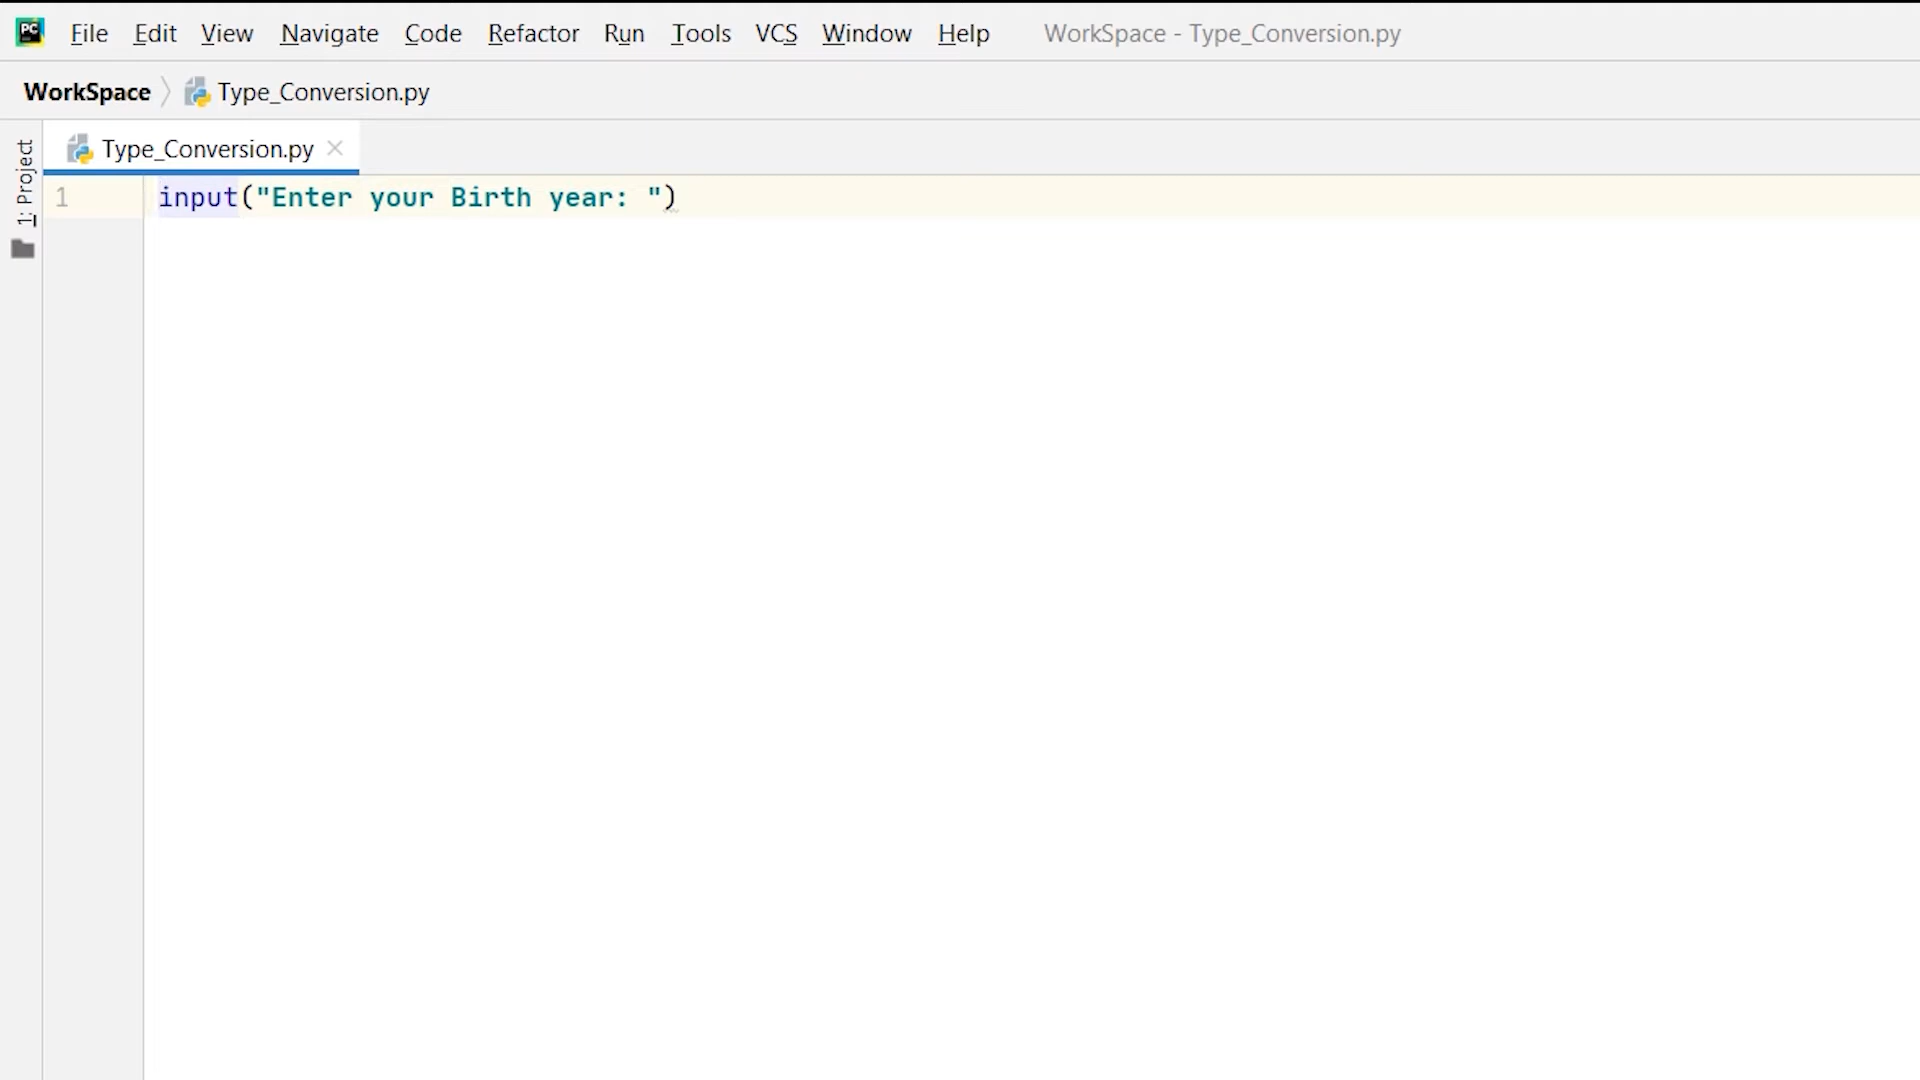 PC File Edit View Navigate Code Refactor Run Tools VCS Window Help WorkSpace - Type_Conversion.py
WorkSpace Type_Conversion.py
Type_Conversion.py
1: Project
1 input("Enter your Birth year: ")